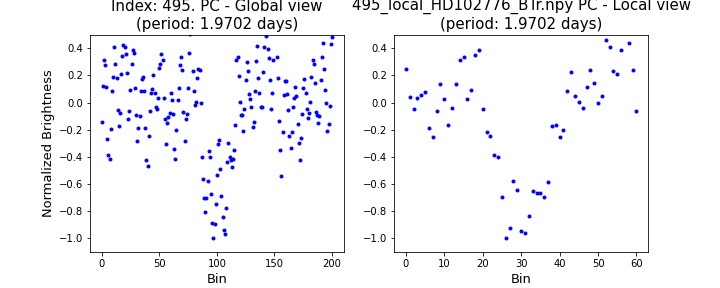 Index: 495. PC - Global view
(period: 1.9702 days)
495_local_HD102776_BTr.npy PC - Local view
(period: 1.9702 days)
Normalized Brightness
0.4
0.2
0.0
−0.2
−0.4
−0.6
−0.8
−1.0
0 50 100 150 200
Bin
0.4
0.2
0.0
−0.2
−0.4
−0.6
−0.8
−1.0
0 10 20 30 40 50 60
Bin